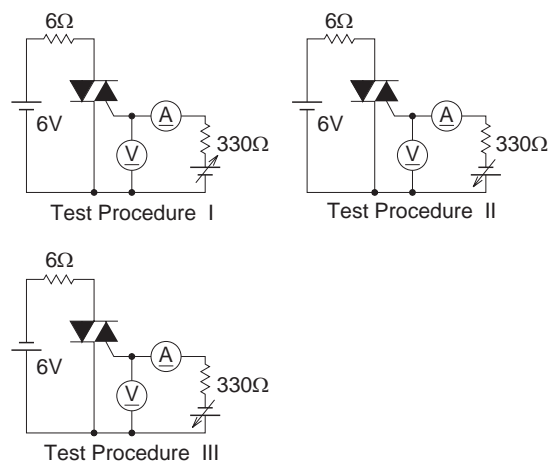 6Ω
6V
A
V
330Ω
Test Procedure I
6Ω
6V
A
V
330Ω
Test Procedure II
6Ω
6V
A
V
330Ω
Test Procedure III